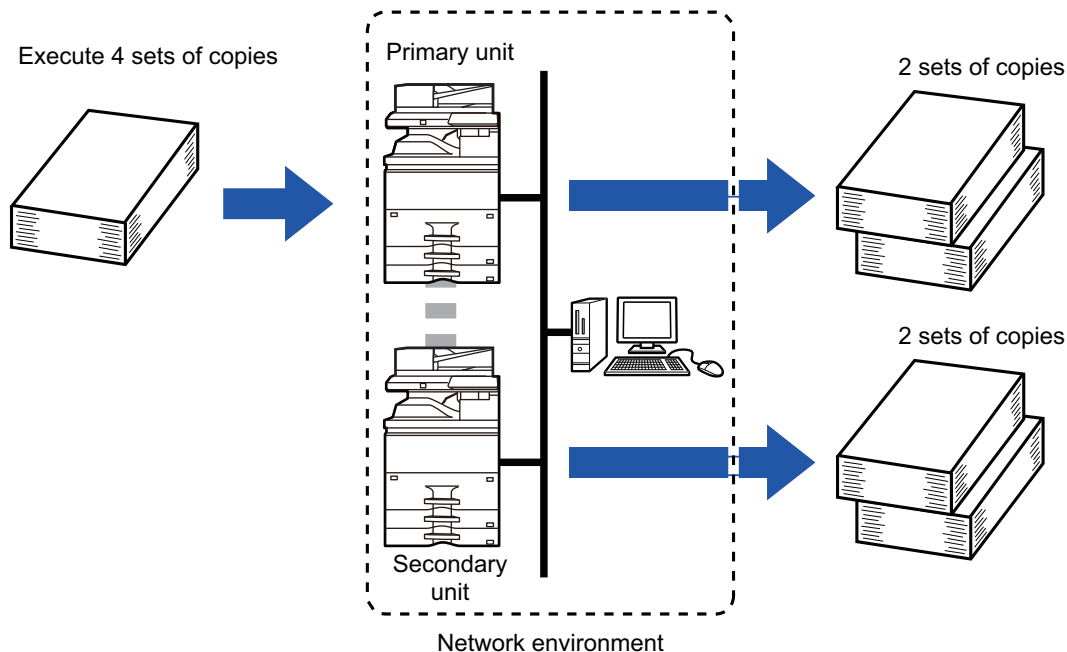 Execute 4 sets of copies
Primary unit
2 sets of copies
2 sets of copies
Secondary
unit
Network environment